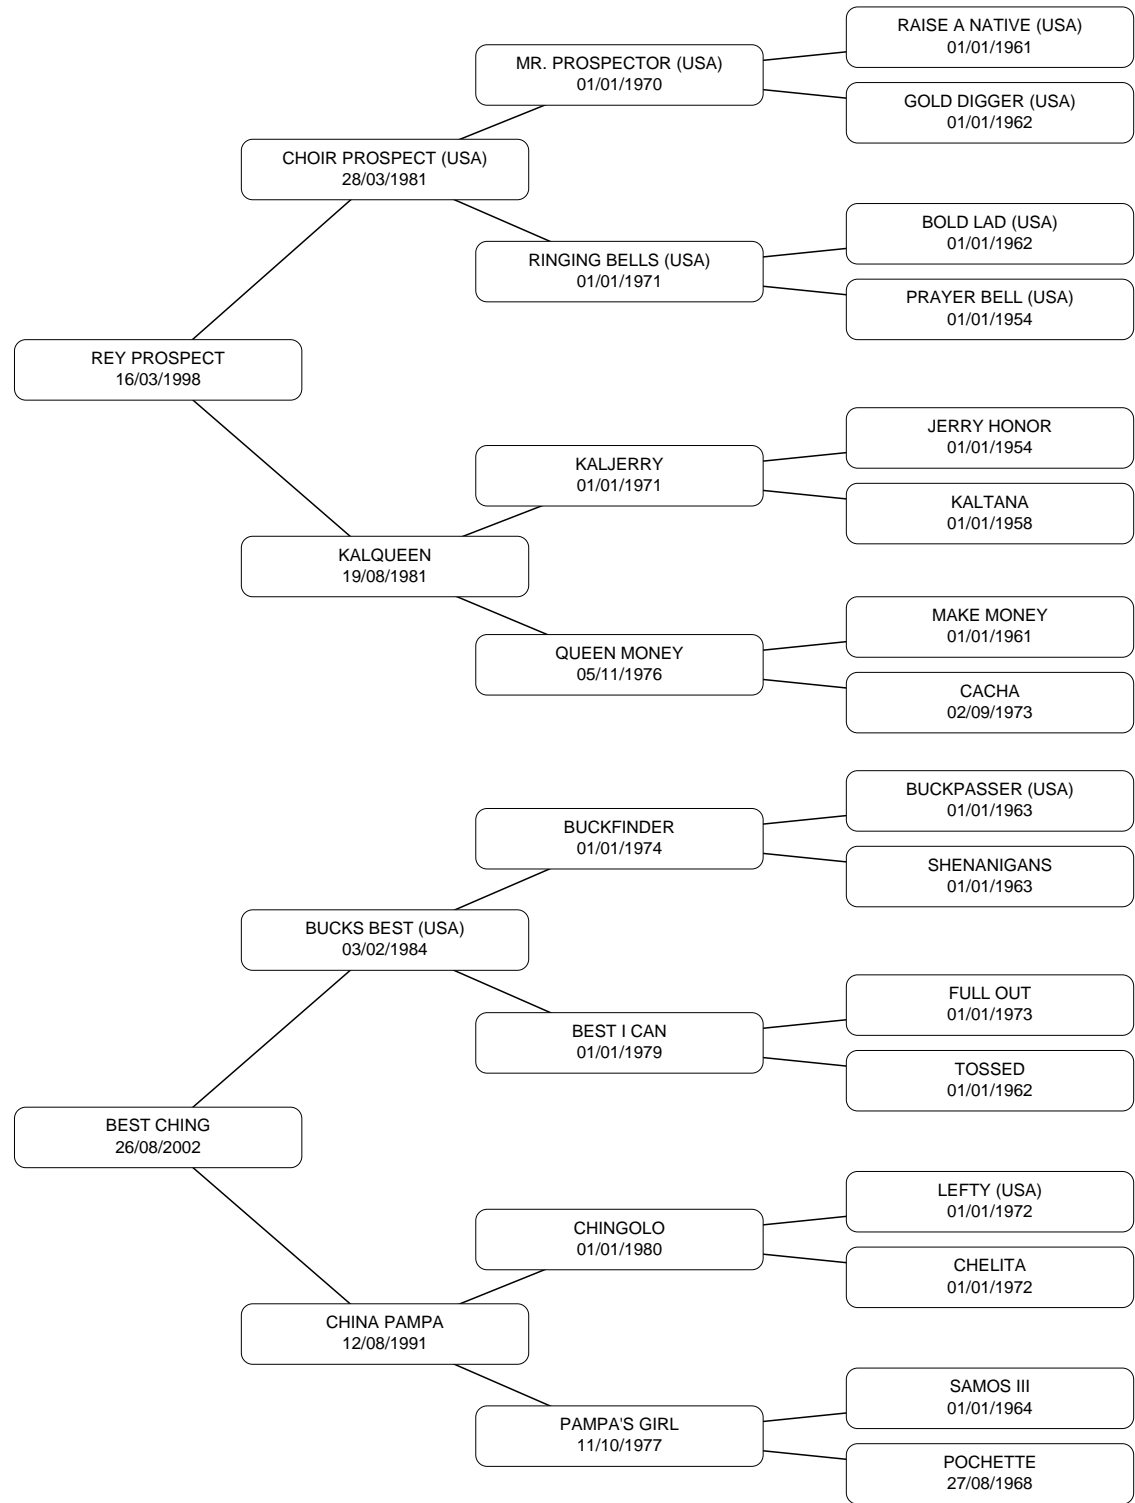 RAISE A NATIVE (USA)
01/01/1961
MR. PROSPECTOR (USA)
01/01/1970
GOLD DIGGER (USA)
01/01/1962
CHOIR PROSPECT (USA)
28/03/1981
BOLD LAD (USA)
01/01/1962
RINGING BELLS (USA)
01/01/1971
PRAYER BELL (USA)
01/01/1954
REY PROSPECT
16/03/1998
JERRY HONOR
01/01/1954
KALJERRY
01/01/1971
KALTANA
01/01/1958
KALQUEEN
19/08/1981
MAKE MONEY
01/01/1961
QUEEN MONEY
05/11/1976
CACHA
02/09/1973
BUCKPASSER (USA)
01/01/1963
BUCKFINDER
01/01/1974
SHENANIGANS
01/01/1963
BUCKS BEST (USA)
03/02/1984
FULL OUT
01/01/1973
BEST I CAN
01/01/1979
TOSSED
01/01/1962
BEST CHING
26/08/2002
LEFTY (USA)
01/01/1972
CHINGOLO
01/01/1980
CHELITA
01/01/1972
CHINA PAMPA
12/08/1991
SAMOS III
01/01/1964
PAMPA'S GIRL
11/10/1977
POCHETTE
27/08/1968